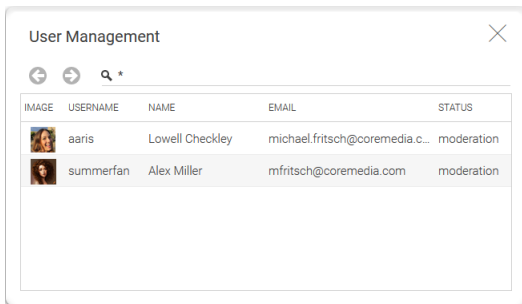 User Management
*
IMAGE USERNAME NAME EMAIL STATUS
aaris Lowell Checkley michael.fritsch@coremedia.c... moderation
summerfan Alex Miller mfritsch@coremedia.com moderation